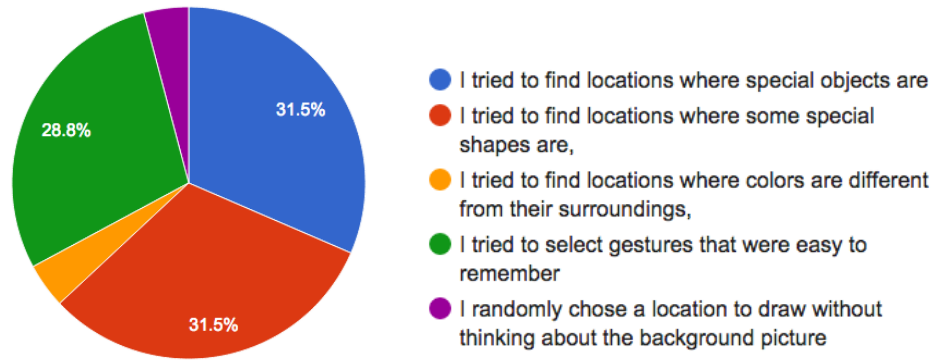 31.5%
28.8%
31.5%
I tried to find locations where special objects are
I tried to find locations where some special
shapes are,
I tried to find locations where colors are different
from their surroundings,
I tried to select gestures that were easy to
remember
I randomly chose a location to draw without
thinking about the background picture